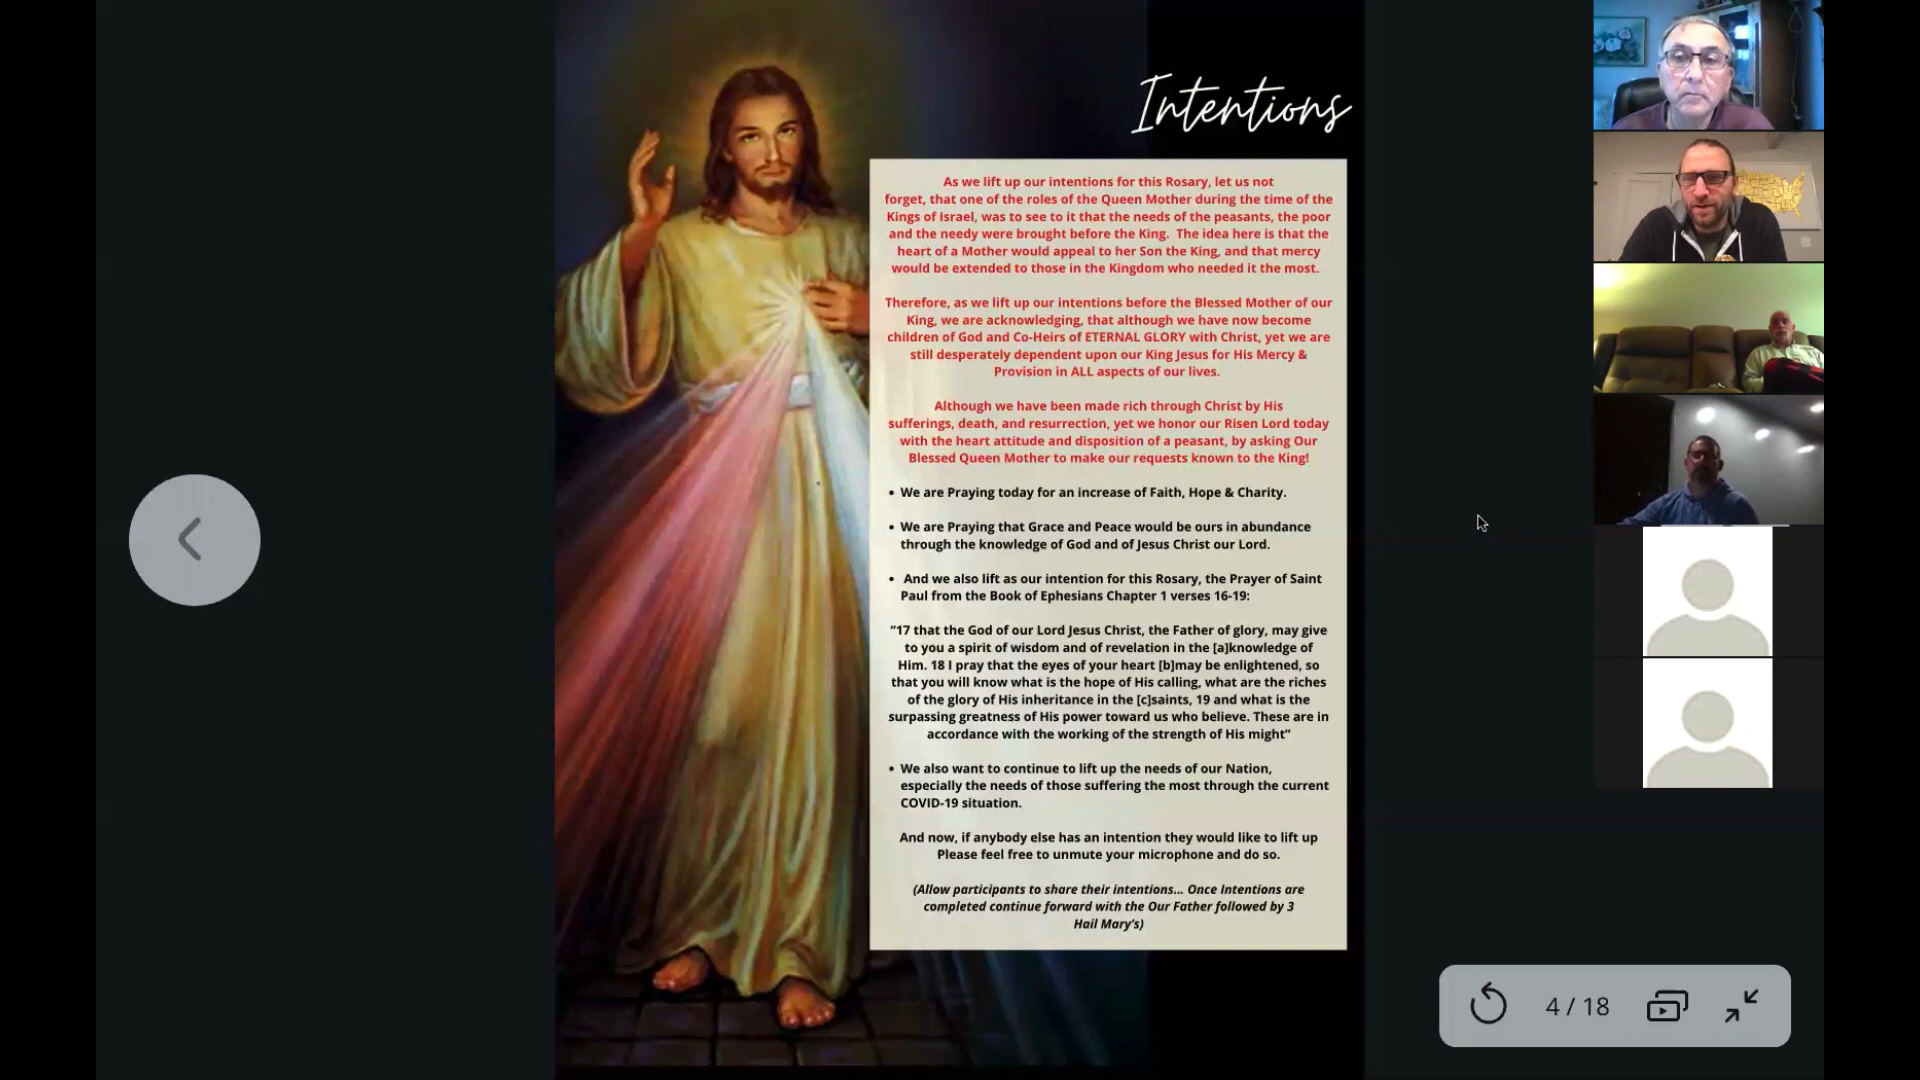 Intentions
As we lift up our intentions for this Rosary, let us not
forget, that one of the roles of the Queen Mother during the time of the
Kings of Israel, was to see to it that the needs of the peasants, the poor
and the needy were brought before the King.  The idea here is that the
heart of a Mother would appeal to her Son the King, and that mercy
would be extended to those in the Kingdom who needed it the most.
Therefore, as we lift up our intentions before the Blessed Mother of our
King, we are acknowledging, that although we have now become
children of God and Co-Heirs of ETERNAL GLORY with Christ, yet we are
still desperately dependent upon our King Jesus for His Mercy &
Provision in ALL aspects of our lives.
Although we have been made rich through Christ by His
sufferings, death, and resurrection, yet we honor our Risen Lord today
with the heart attitude and disposition of a peasant, by asking Our
Blessed Queen Mother to make our requests known to the King!
• We are Praying today for an increase of Faith, Hope & Charity.
• We are Praying that Grace and Peace would be ours in abundance
through the knowledge of God and of Jesus Christ our Lord.
• And we also lift as our intention for this Rosary, the Prayer of Saint
Paul from the Book of Ephesians Chapter 1 verses 16-19:
“17 that the God of our Lord Jesus Christ, the Father of glory, may give
to you a spirit of wisdom and of revelation in the [a]knowledge of
Him. 18 I pray that the eyes of your heart [b]may be enlightened, so
that you will know what is the hope of His calling, what are the riches
of the glory of His inheritance in the [c]saints, 19 and what is the
surpassing greatness of His power toward us who believe. These are in
accordance with the working of the strength of His might”
• We also want to continue to lift up the needs of our Nation,
especially the needs of those suffering the most through the current
COVID-19 situation.
And now, if anybody else has an intention they would like to lift up
Please feel free to unmute your microphone and do so.
(Allow participants to share their intentions... Once Intentions are
completed continue forward with the Our Father followed by 3
Hail Mary's)
4 / 18